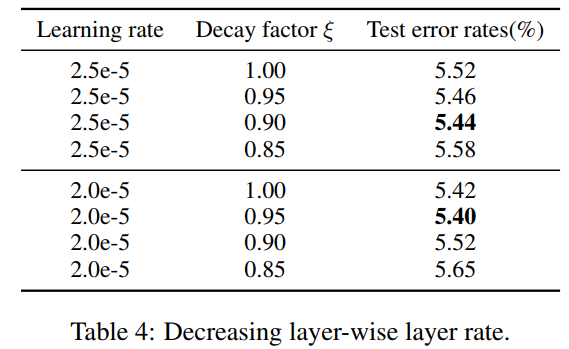 Learning rate Decay factor ξ Test error rates(%)
2.5e-5 1.00 5.52
2.5e-5 0.95 5.46
2.5e-5 0.90 5.44
2.5e-5 0.85 5.58
2.0e-5 1.00 5.42
2.0e-5 0.95 5.40
2.0e-5 0.90 5.52
2.0e-5 0.85 5.65
Table 4: Decreasing layer-wise layer rate.